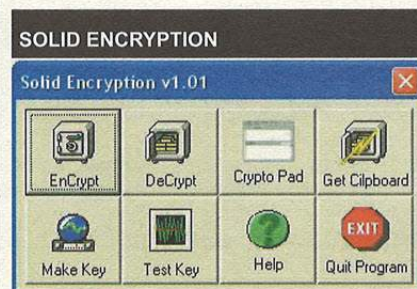 SOLID ENCRYPTION
Solid Encryption v1.01
EnCrypt DeCrypt Crypto Pad Get Cilpboard
EXIT
Make Key Test Key Help Quit Program